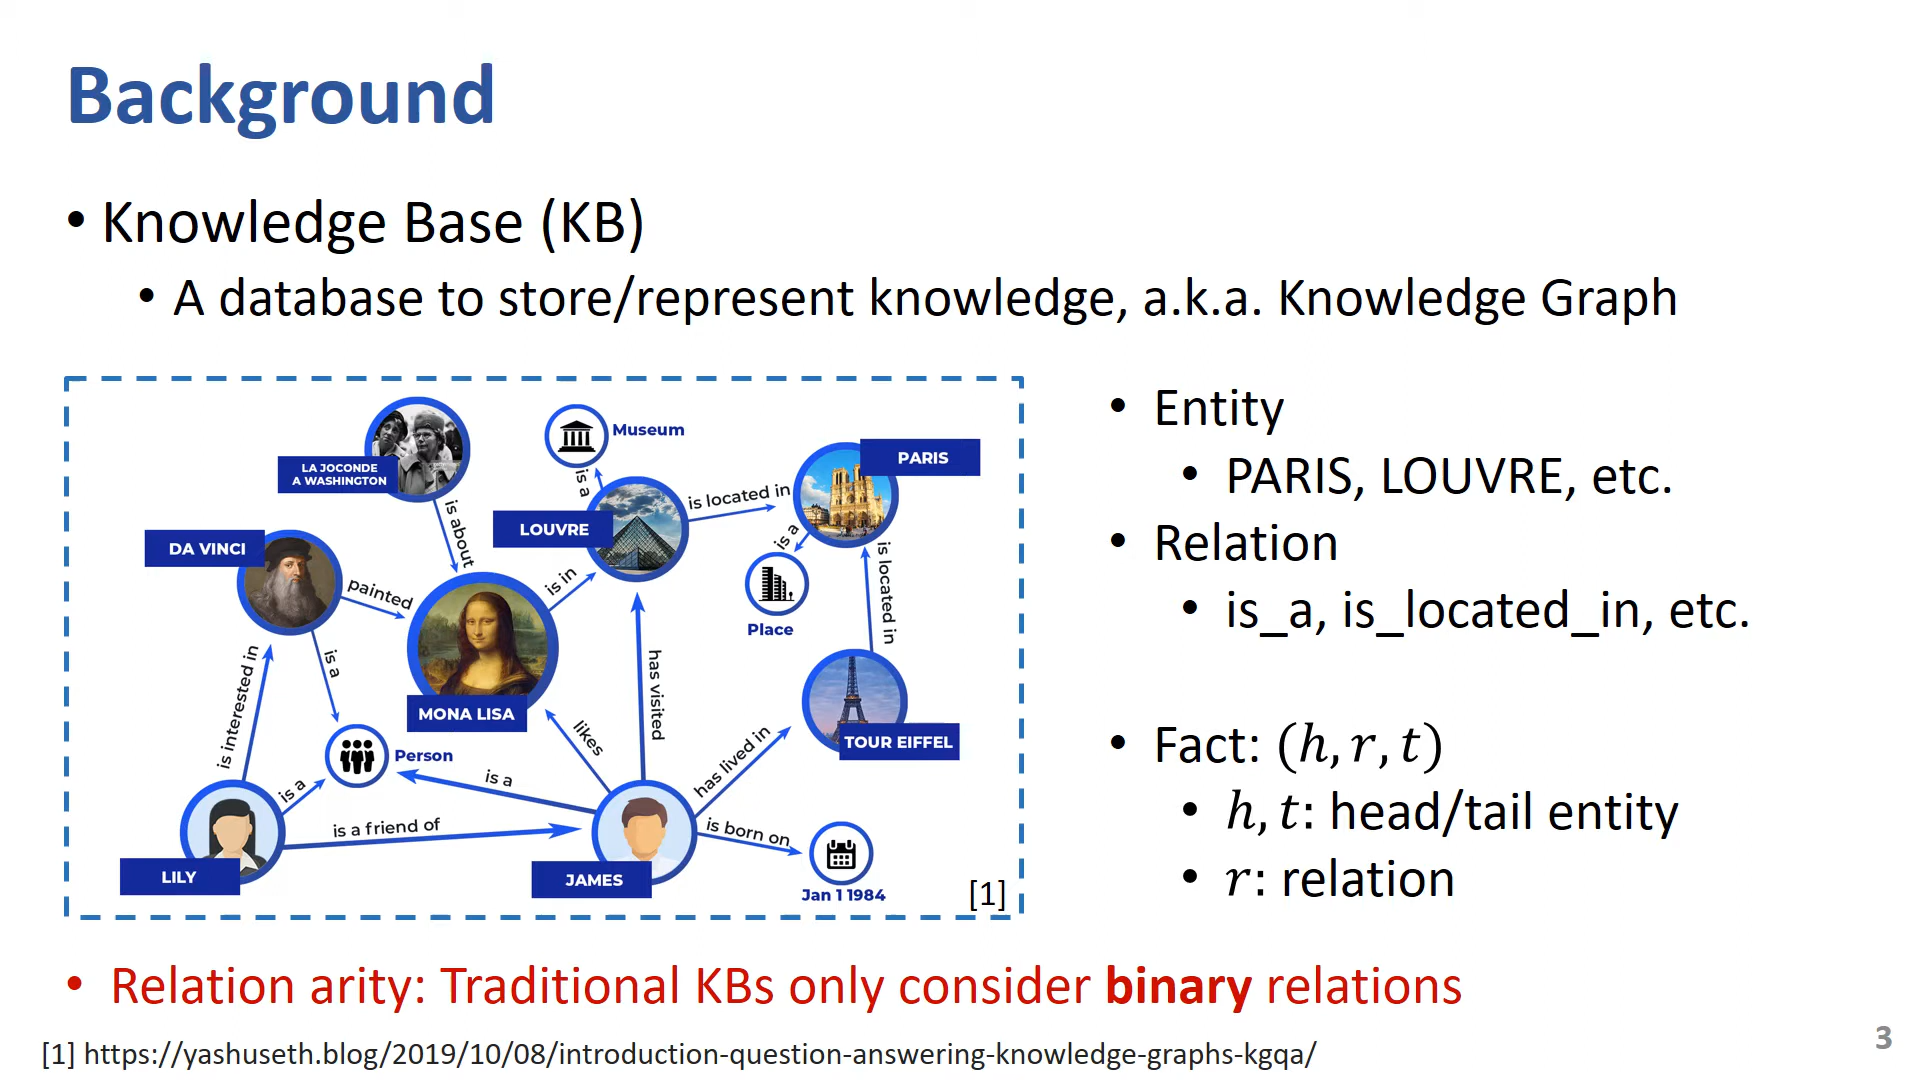 Background
• Knowledge Base (KB)
• A database to store/represent knowledge, a.k.a. Knowledge Graph
LA JOCONDE
A WASHINGTON
Museum
PARIS
is a
is located in
LOUVRE
is about
DA VINCI
is a
is located in
painted
is in
Place
is interested in
is a
has visited
MONA LISA
likes
TOUR EIFFEL
Person
has lived in
is a
is a
is a friend of
is born on
LILY
JAMES
Jan 1 1984
[1]
• Entity
• PARIS, LOUVRE, etc.
• Relation
• is_a, is_located_in, etc.
• Fact: (h, r, t)
• h, t: head/tail entity
• r: relation
• Relation arity: Traditional KBs only consider binary relations
[1] https://yashuseth.blog/2019/10/08/introduction-question-answering-knowledge-graphs-kgqa/
3